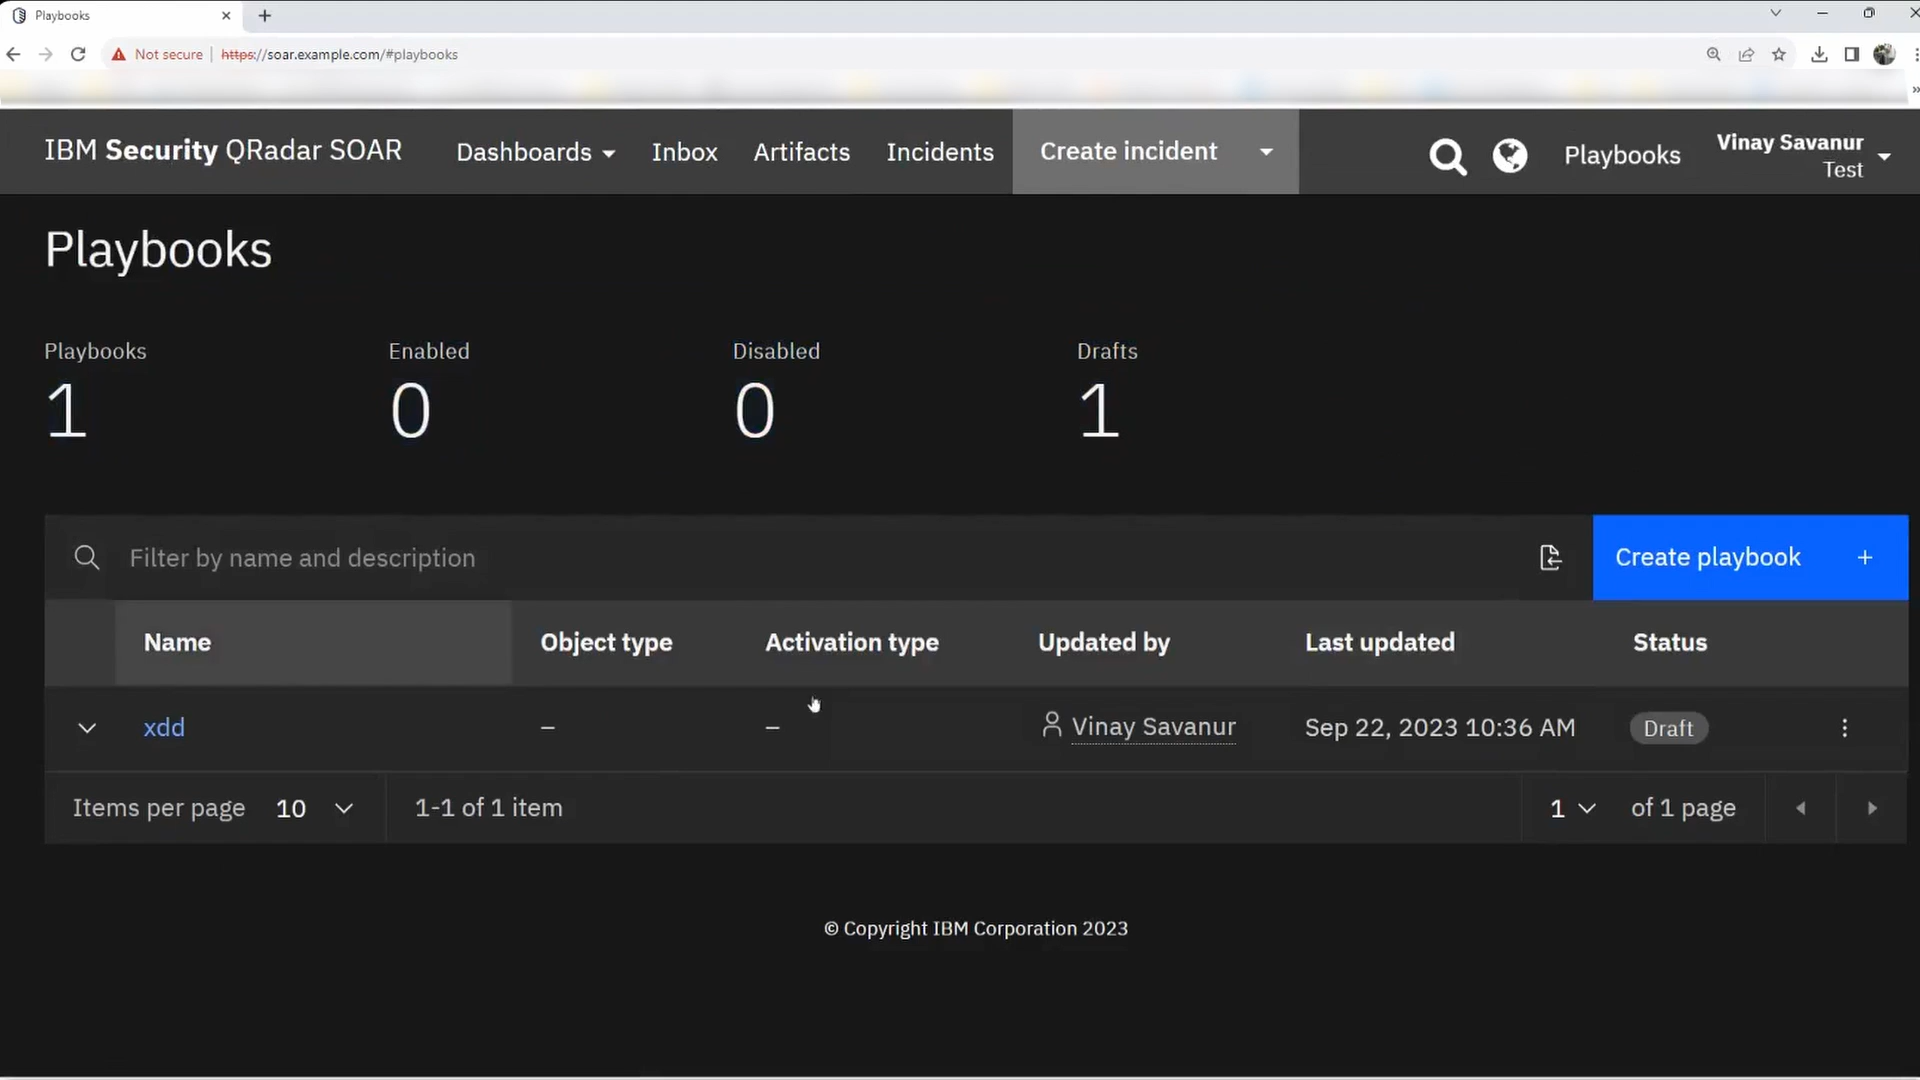 Playbooks
Not secure | https://soar.example.com/#playbooks
IBM Security QRadar SOAR Dashboards Inbox Artifacts Incidents Create incident Playbooks Vinay Savanur
Test
Playbooks
Playbooks Enabled Disabled Drafts
1 0 0 1
Filter by name and description Create playbook +
Name Object type Activation type Updated by Last updated Status
xdd – – Vinay Savanur Sep 22, 2023 10:36 AM Draft
Items per page 10 1-1 of 1 item 1 of 1 page
© Copyright IBM Corporation 2023